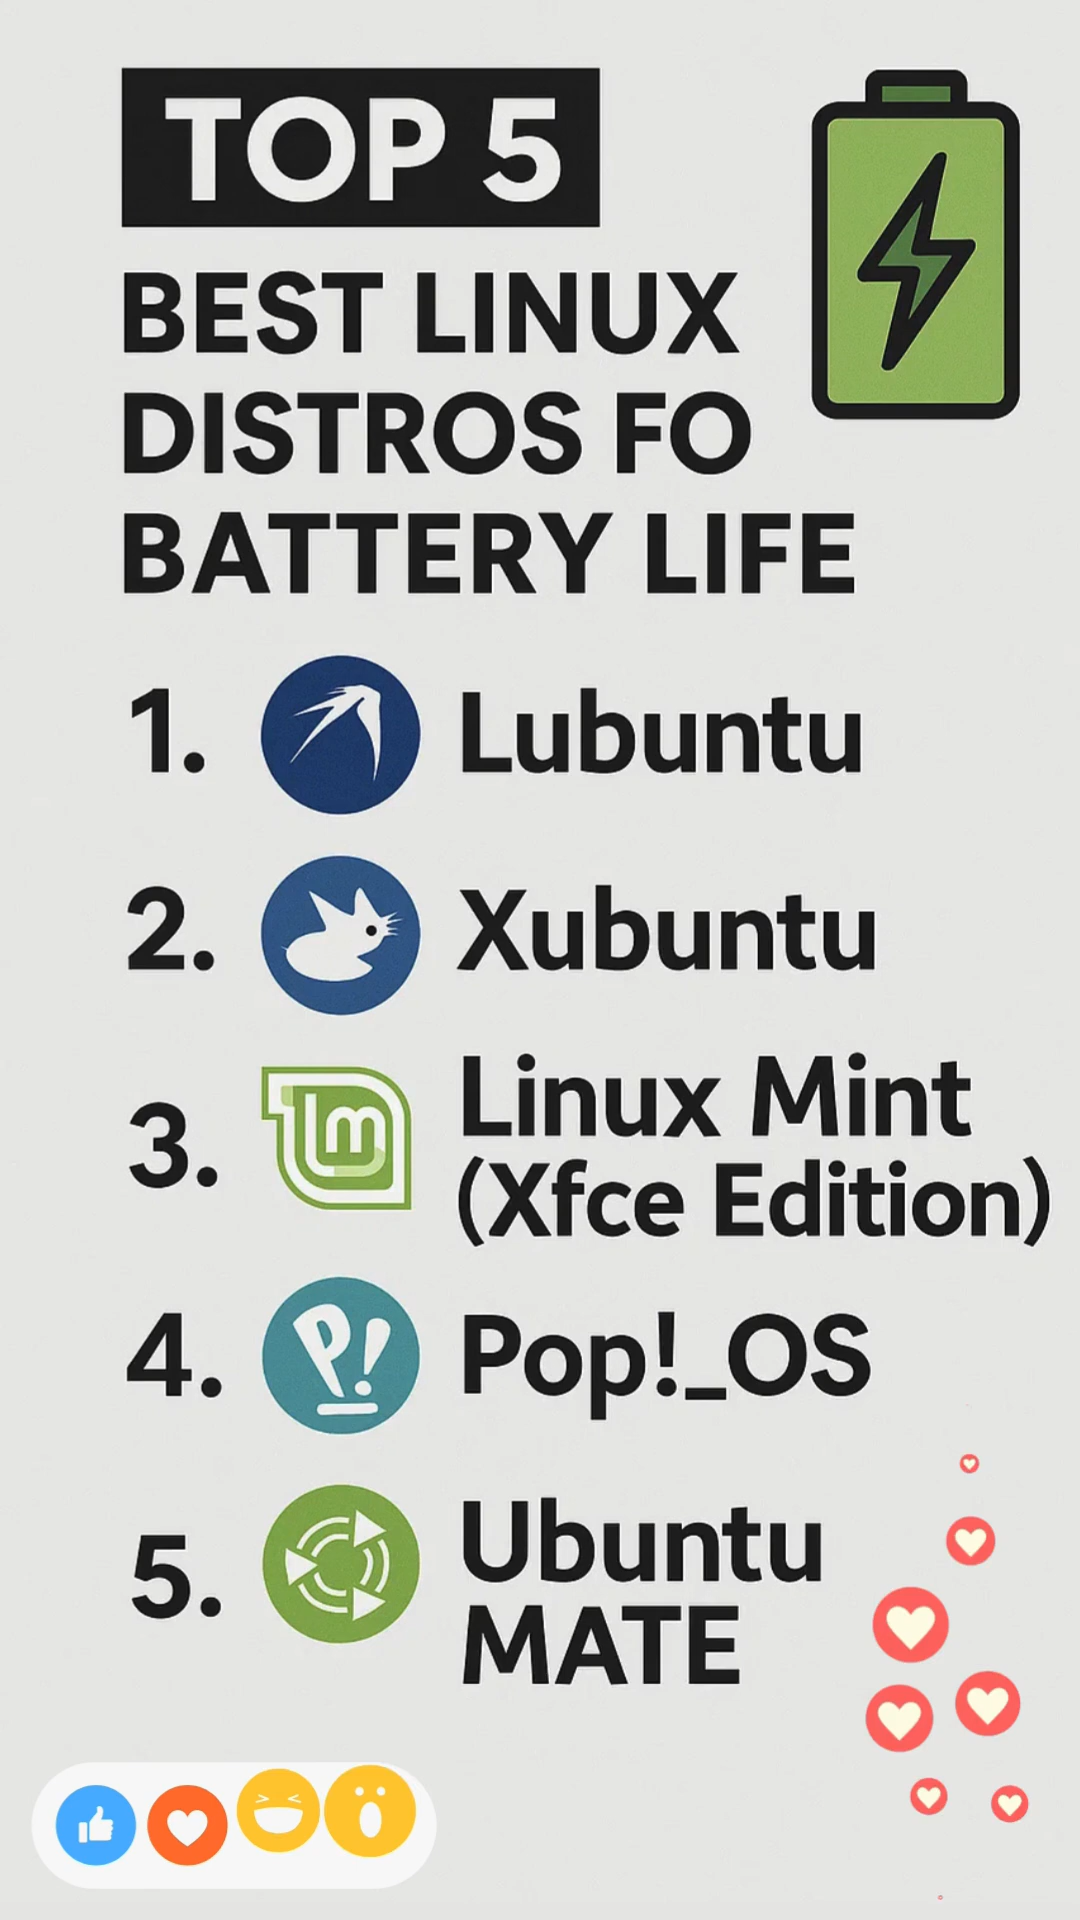 TOP 5
BEST LINUX
DISTROS FO
BATTERY LIFE
1. Lubuntu
2. Xubuntu
3. lm Linux Mint
(Xfce Edition)
4. P! Pop!_OS
5. Ubuntu
MATE